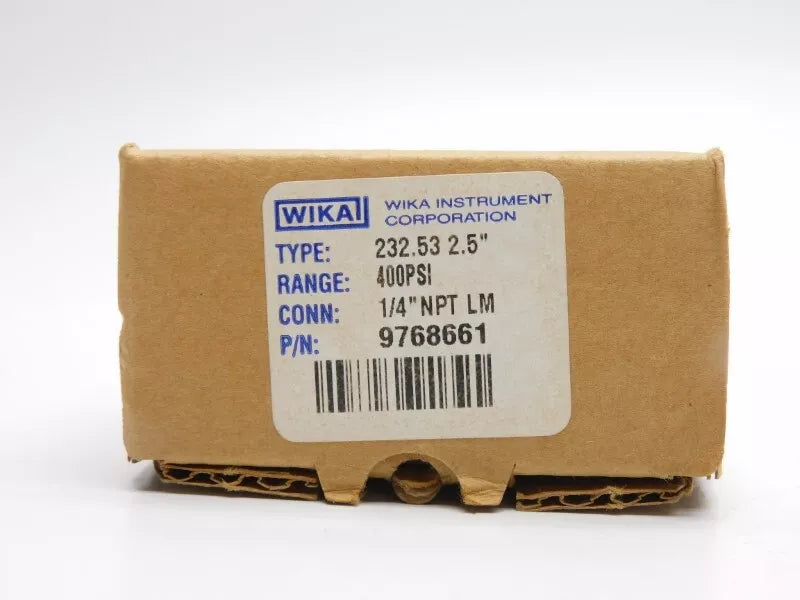 WIKA
WIKA INSTRUMENT
CORPORATION
TYPE: 232.53 2.5"
RANGE: 400PSI
CONN: 1/4" NPT LM
P/N: 9768661